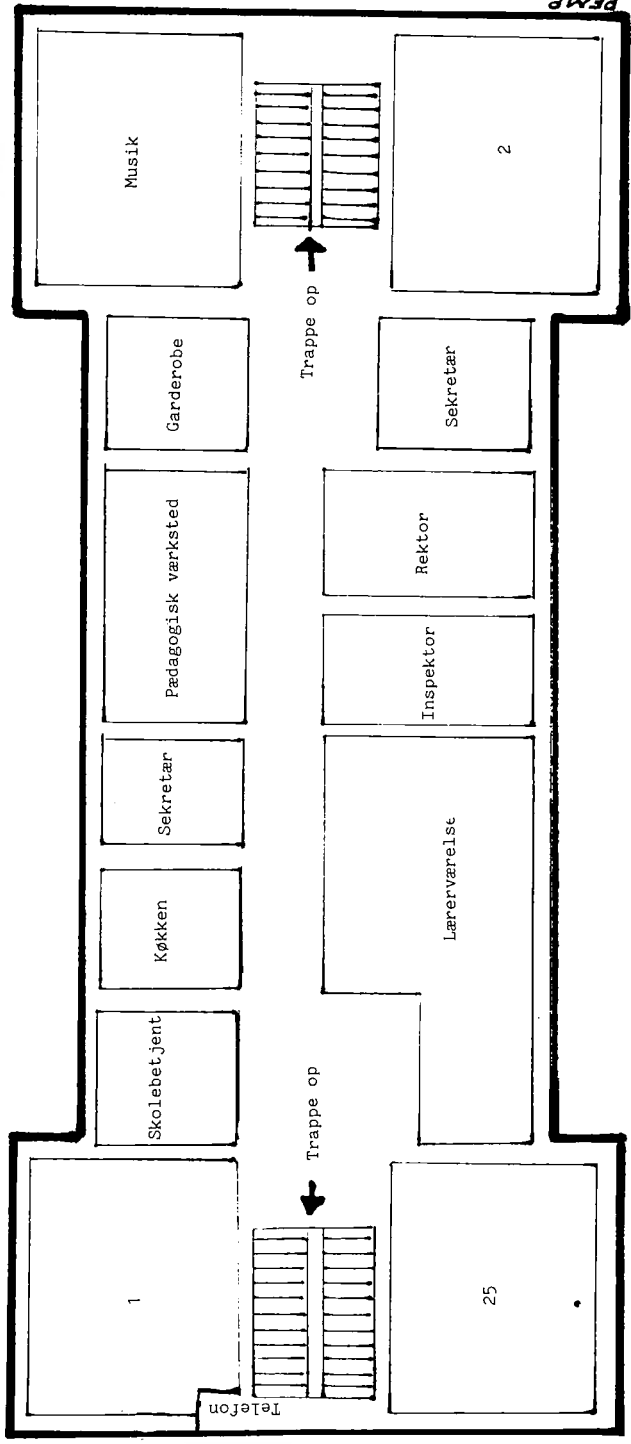 1
Skolebetjent
Køkken
Sekretær
Pædagogisk værksted
Garderobe
Musik
Telefon
Trappe op
Trappe op
Lærerværelse
Inspektor
Rektor
Sekretær
25
2